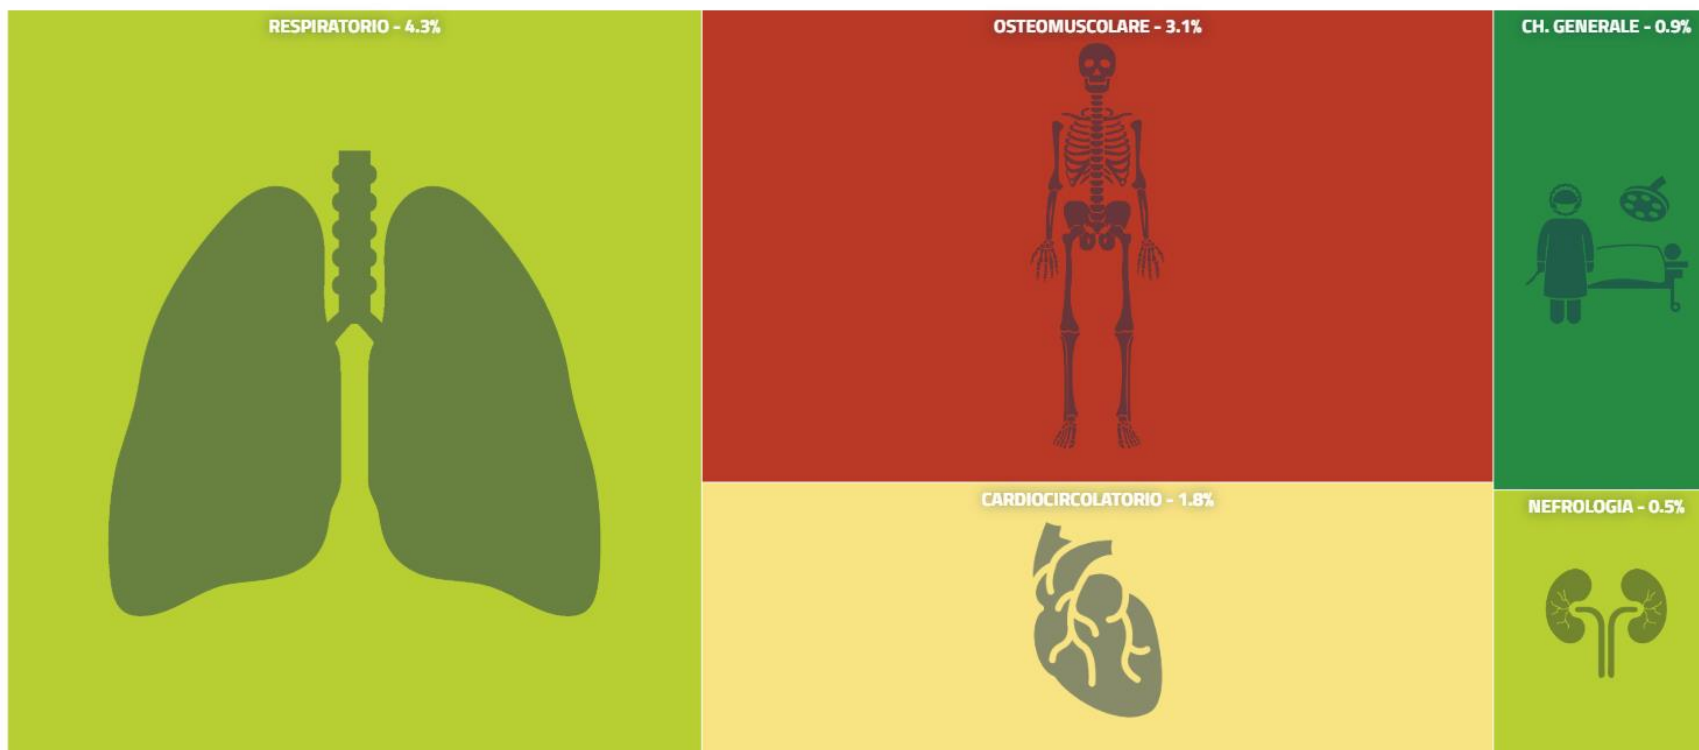 RESPIRATORIO - 4.3%
OSTEOMUSCOLARE - 3.1%
CH. GENERALE - 0.9%
CARDIOCIRCOLATORIO - 1.8%
NEFROLOGIA - 0.5%